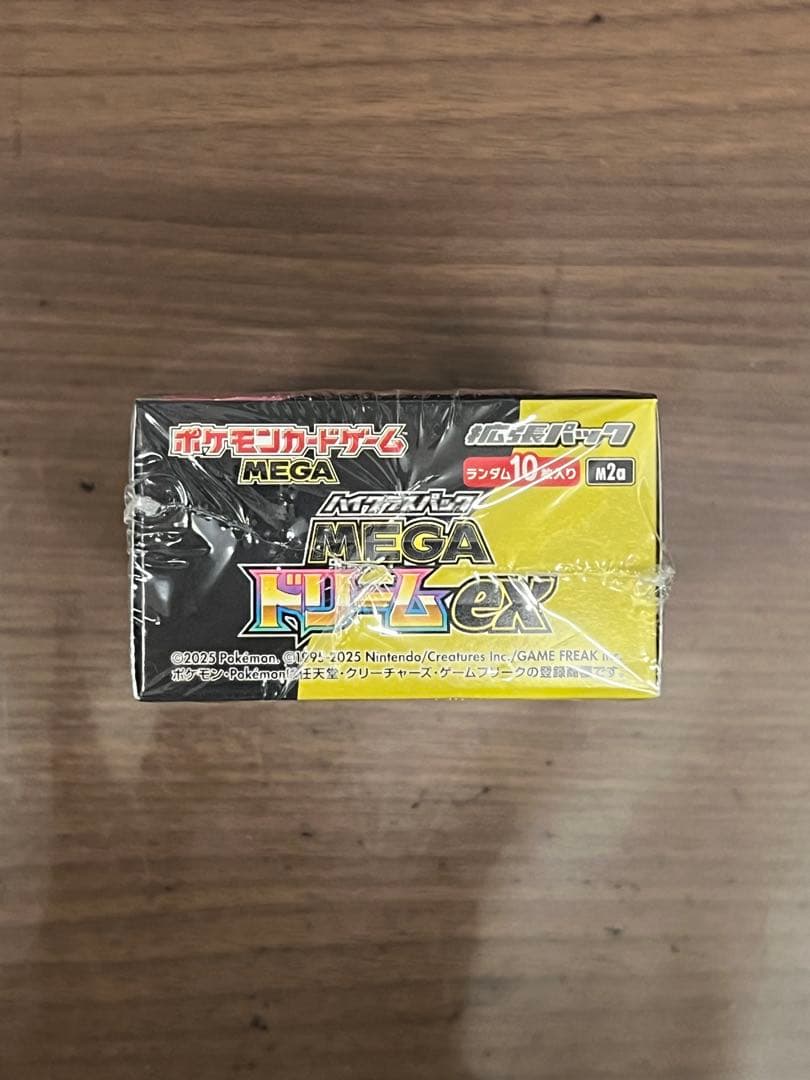 ポケモンカードゲーム
MEGA
拡張パック
ランダム10枚入り
M2a
ハイクラスパック
MEGA
ドリームex
©2025 Pokémon. ©1995-2025 Nintendo/Creatures Inc./GAME FREAK inc.
ポケモン・Pokémonは任天堂・クリーチャーズ・ゲームフリークの登録商標です。